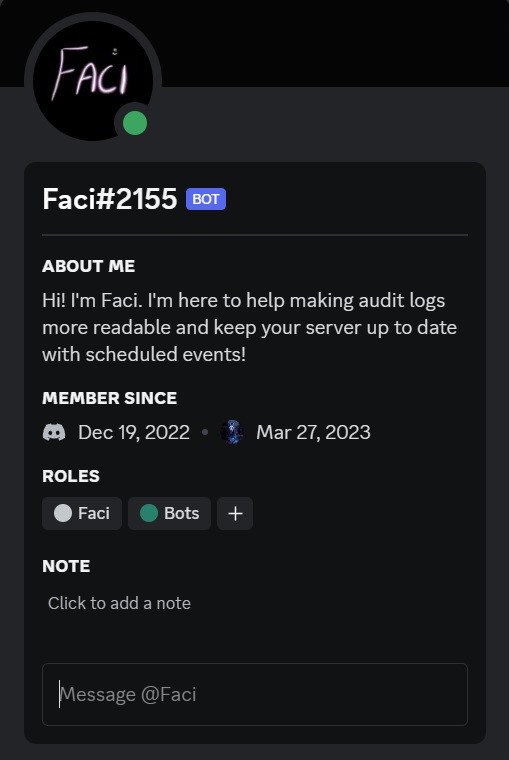 FACi
Faci#2155 BOT
ABOUT ME
Hi! I'm Faci. I'm here to help making audit logs
more readable and keep your server up to date
with scheduled events!
MEMBER SINCE
Dec 19, 2022 • Mar 27, 2023
ROLES
Faci Bots +
NOTE
Click to add a note
Message @Faci